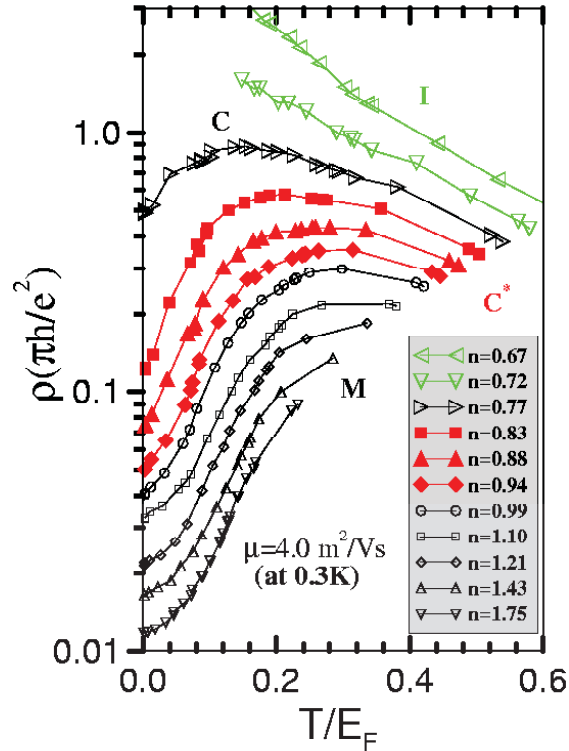 ρ(πh/e²)
1.0
0.1
0.01
C
I
C*
M
μ=4.0 m²/Vs
(at 0.3K)
n=0.67
n=0.72
n=0.77
n=0.83
n=0.88
n=0.94
n=0.99
n=1.10
n=1.21
n=1.43
n=1.75
0.0 0.2 0.4 0.6
T/E_F